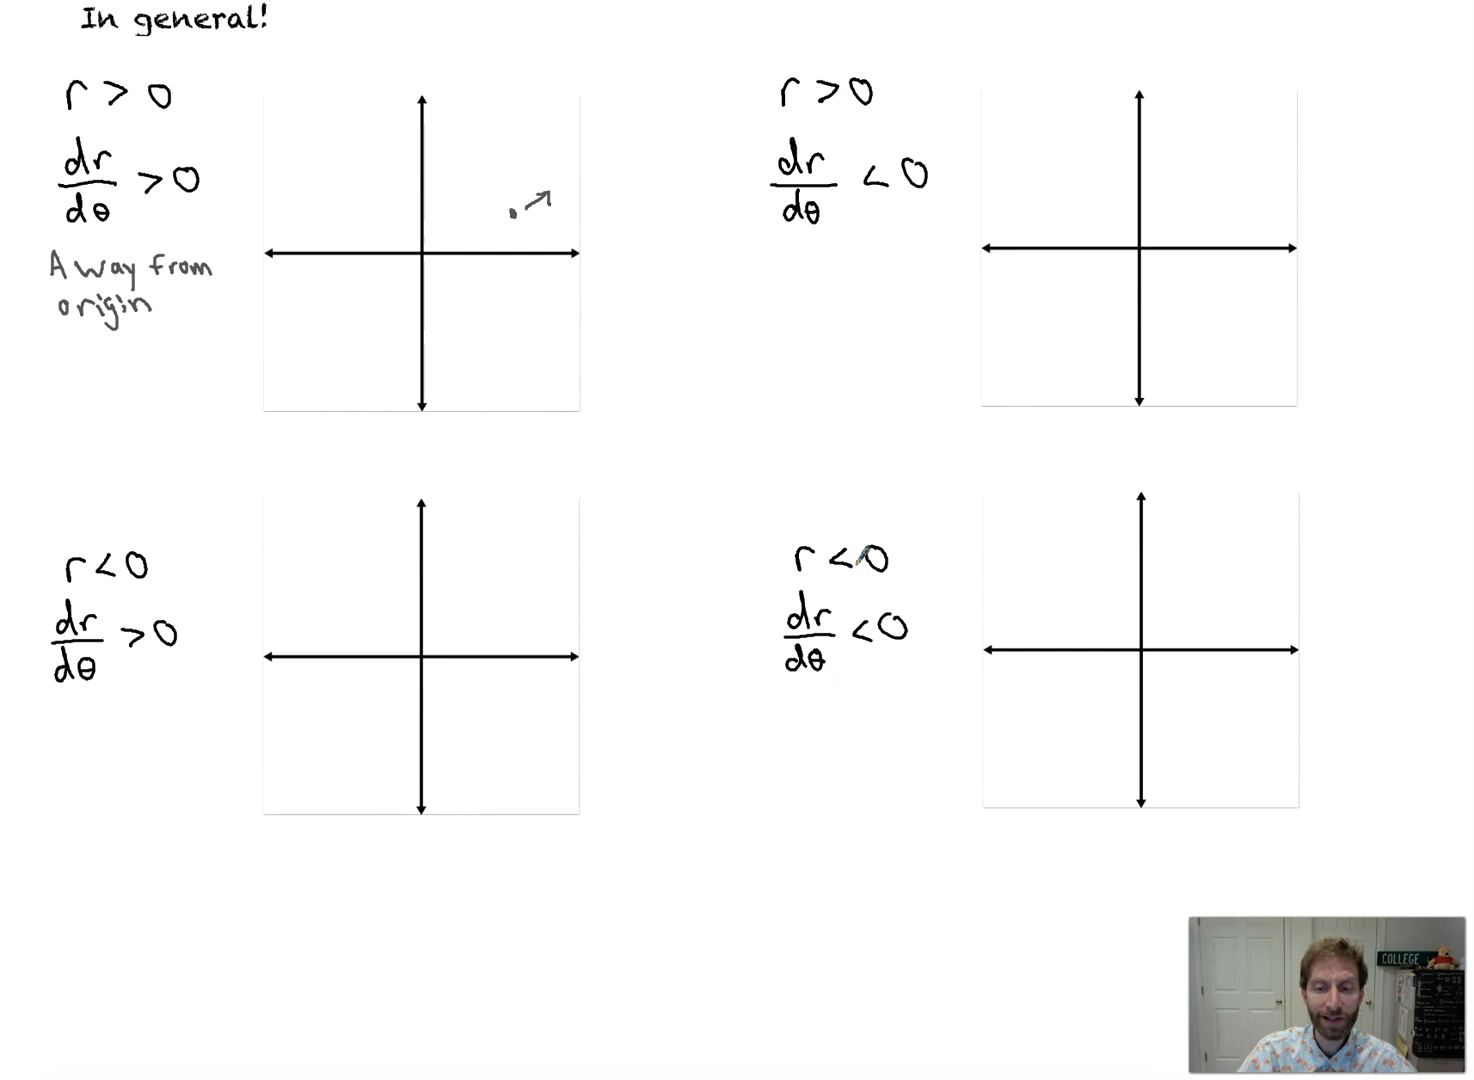 In general!
r > 0
dr/dθ > 0
Away from
origin
r > 0
dr/dθ < 0
r < 0
dr/dθ > 0
r < 0
dr/dθ < 0
COLLEGE